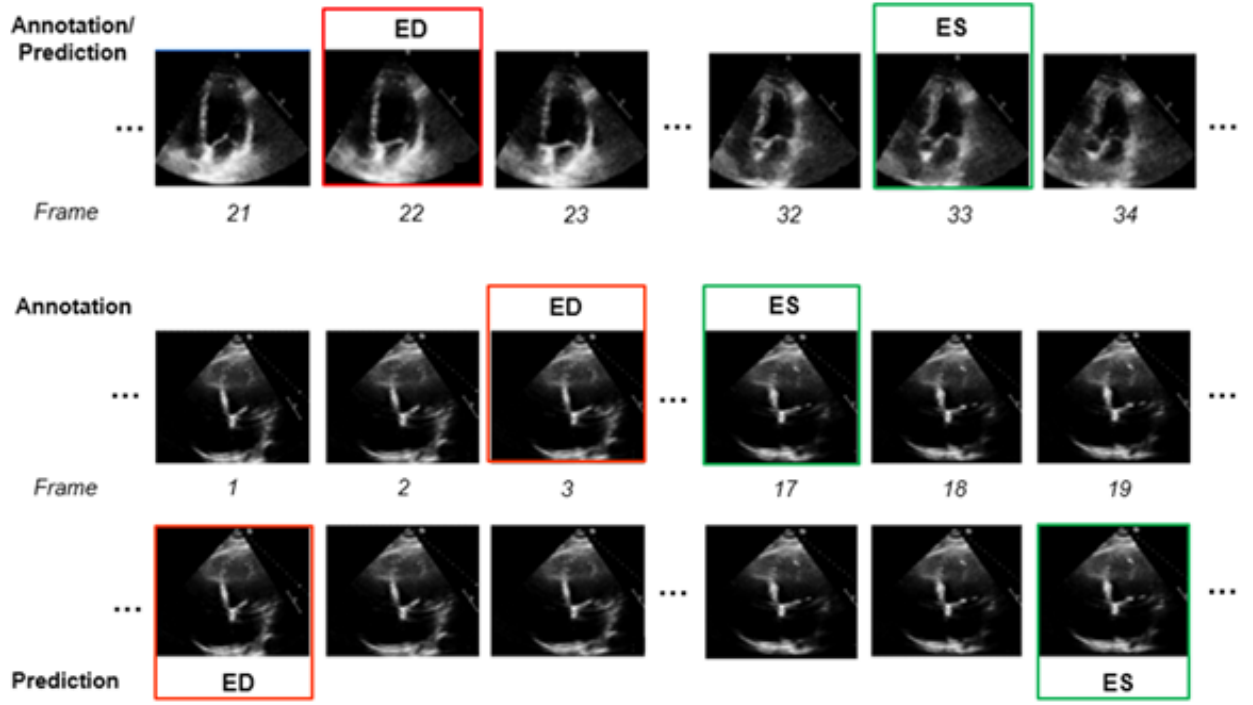 Annotation/
Prediction
ED
ES
... ... ...
Frame 21 22 23 32 33 34
Annotation
ED
ES
... ... ...
Frame 1 2 3 17 18 19
... ... ...
Prediction
ED
ES